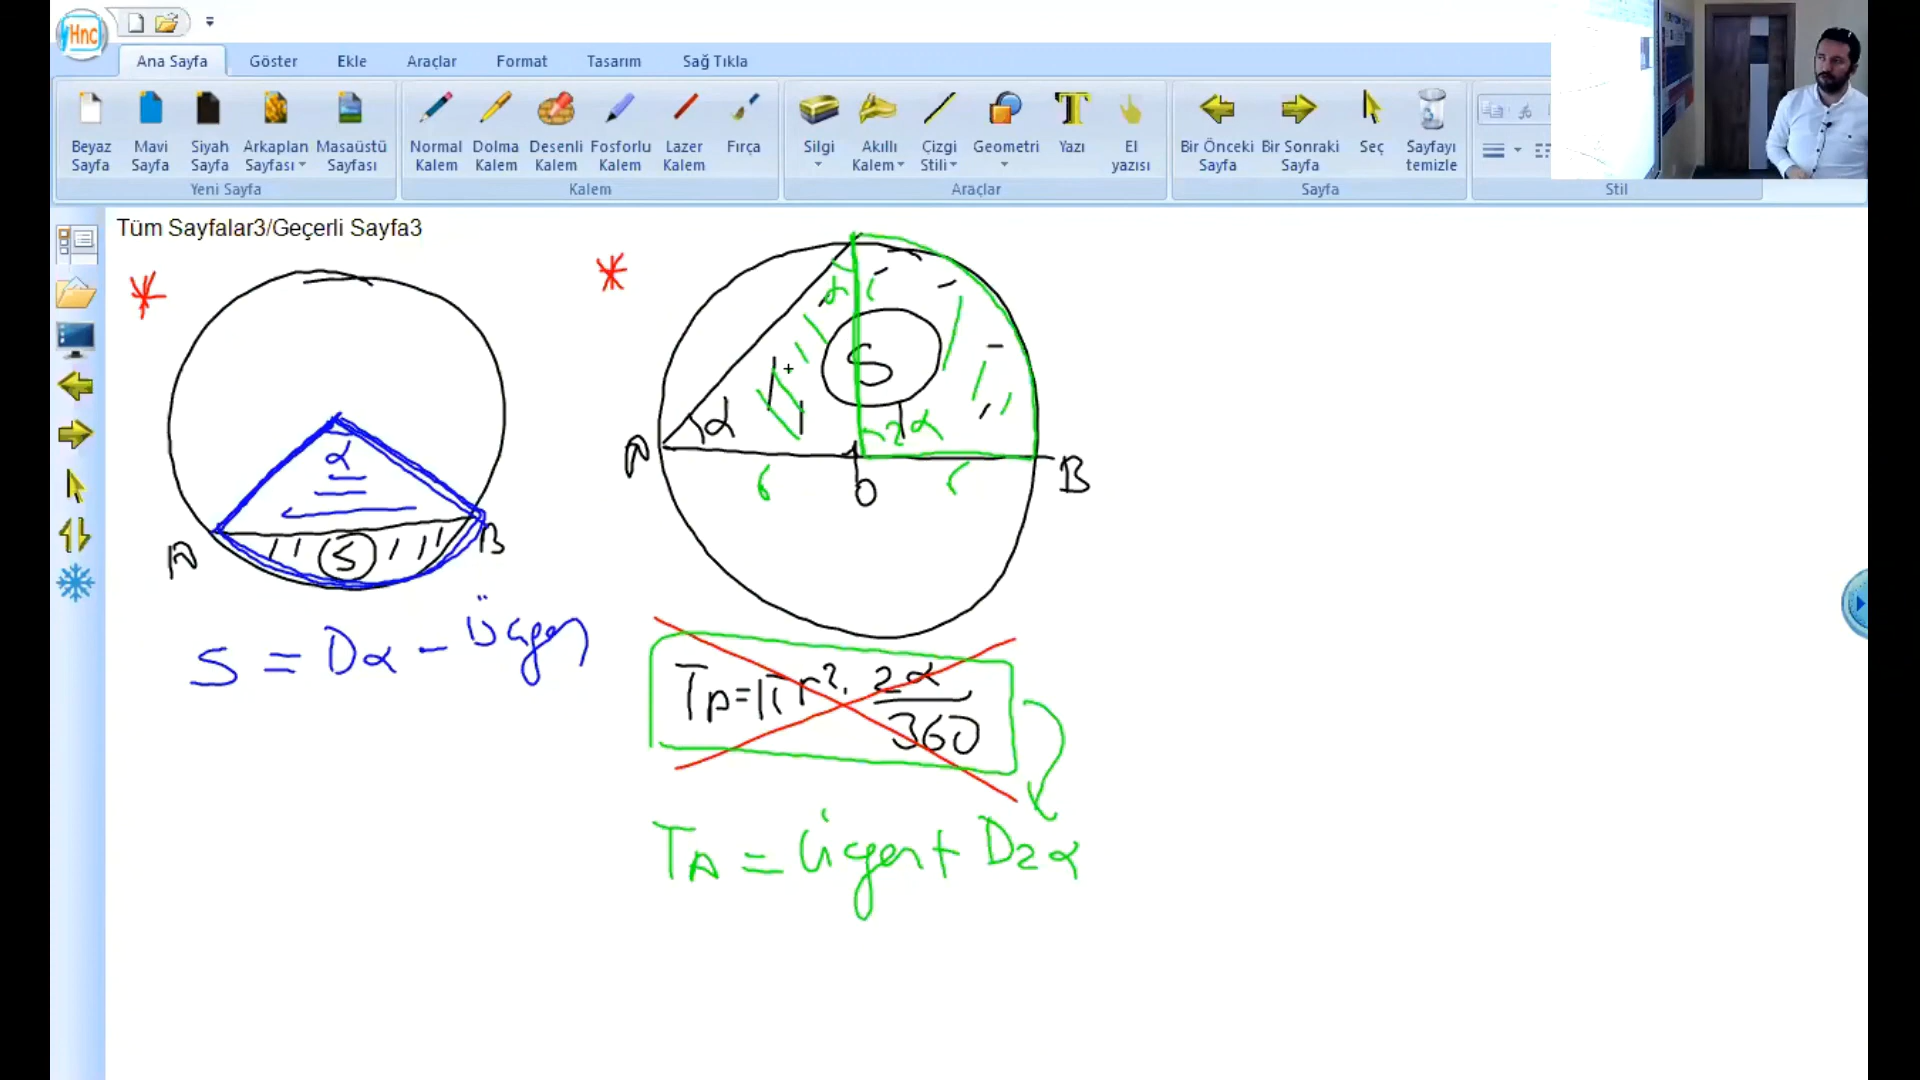 Hnc
Ana Sayfa Göster Ekle Araçlar Format Tasarım Sağ Tıkla
Beyaz Sayfa
Mavi Sayfa
Siyah Sayfa
Arkaplan Sayfası
Masaüstü Sayfası
Normal Kalem
Dolma Kalem
Desenli Kalem
Fosforlu Kalem
Lazer Kalem
Fırça
Silgi
Akıllı Kalem
Çizgi Stili
Geometri
Yazı
El yazısı
Bir Önceki Sayfa
Bir Sonraki Sayfa
Seç
Sayfayı temizle
Yeni Sayfa Kalem Araçlar Sayfa Stil
Tüm Sayfalar3/Geçerli Sayfa3
α
S
A B
S = Dα - Üçgen
α r
S
α 2α
A B
r O r
TA = πr². 2α/360
TA = üçgen + D2α